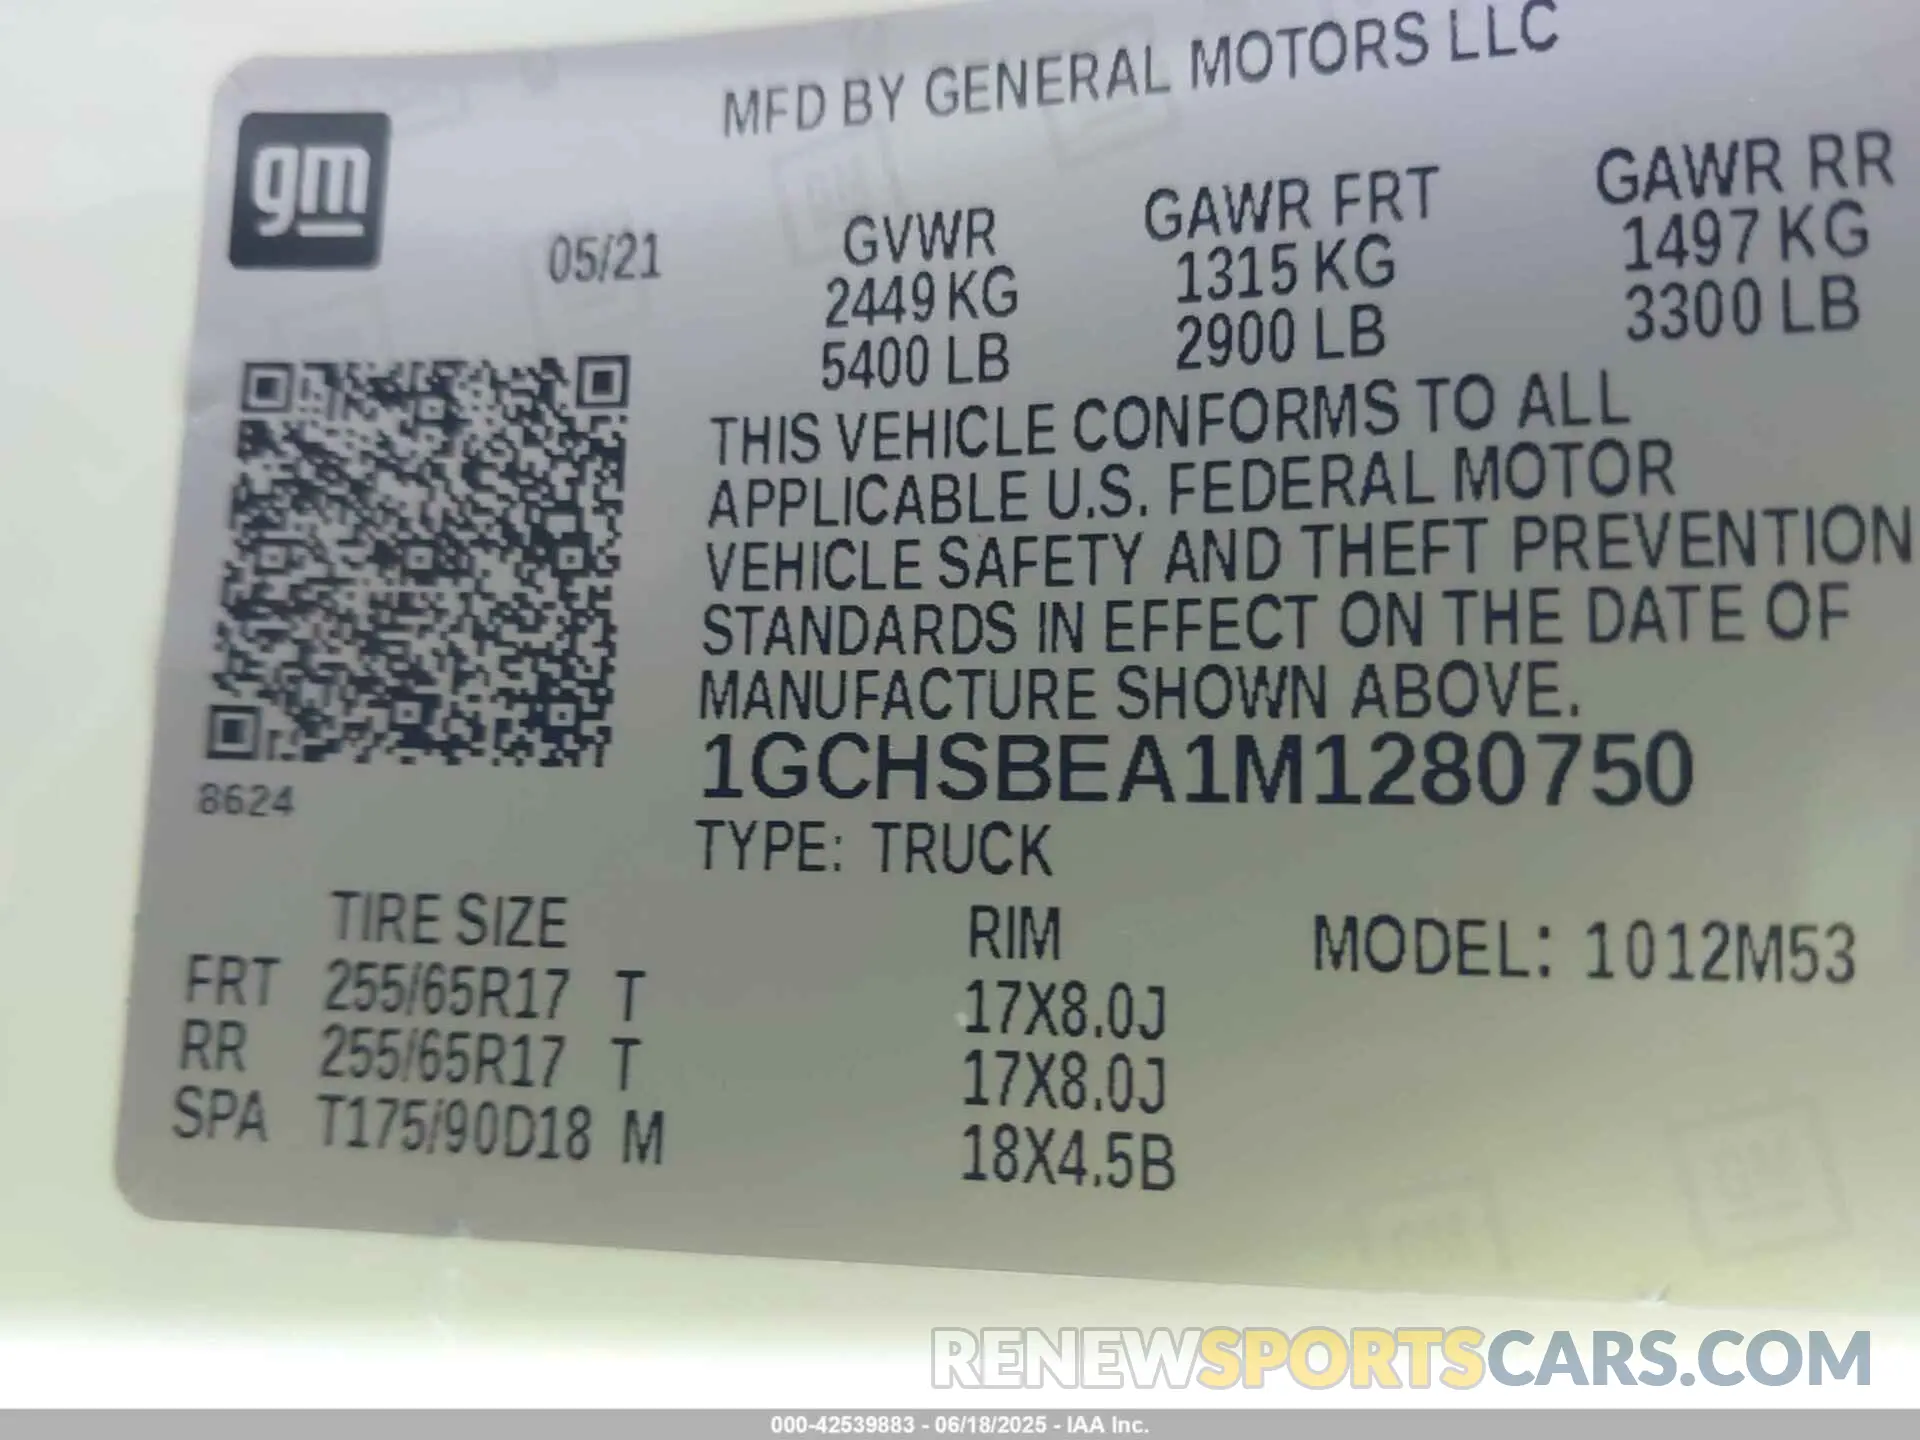 MFD BY GENERAL MOTORS LLC
gm
05/21
GVWR
2449 KG
5400 LB
GAWR FRT
1315 KG
2900 LB
GAWR RR
1497 KG
3300 LB
THIS VEHICLE CONFORMS TO ALL
APPLICABLE U.S. FEDERAL MOTOR
VEHICLE SAFETY AND THEFT PREVENTION
STANDARDS IN EFFECT ON THE DATE OF
MANUFACTURE SHOWN ABOVE.
1GCHSBEA1M1280750
8624
TYPE: TRUCK
TIRE SIZE RIM MODEL: 1012M53
FRT 255/65R17 T 17X8.0J
RR 255/65R17 T 17X8.0J
SPA T175/90D18 M 18X4.5B
RENEWSPORTSCARS.COM
000-42539883 - 06/18/2025 - IAA Inc.